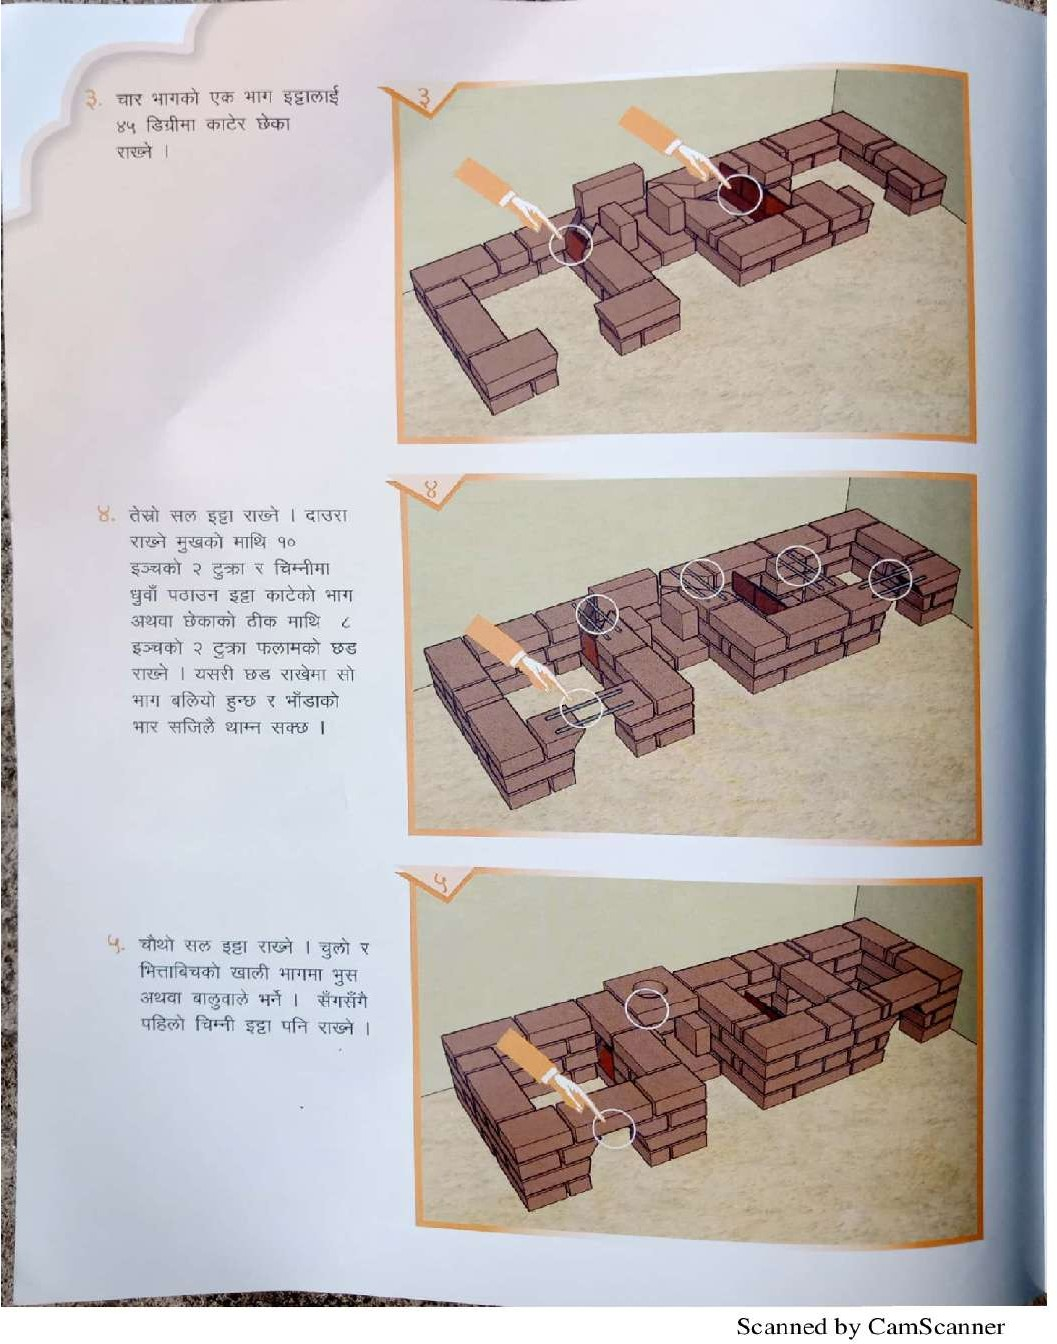 ३. चार भागको एक भाग इट्टालाई
४५ डिग्रीमा काटेर छेका
राख्ने ।
३
४. तेस्रो सल इट्टा राख्ने । दाउरा
राख्ने मुखको माथि १०
इञ्चको २ टुक्रा र चिम्नीमा
धुवाँ पठाउन इट्टा काटेको भाग
अथवा छेकाको ठीक माथि ८
इञ्चको २ टुक्रा फलामको छड
राख्ने । यसरी छड राखेमा सो
भाग बलियो हुन्छ र भाँडाको
भार सजिलै थाम्न सक्छ ।
४
५. चौथो सल इट्टा राख्ने । चुलो र
भित्ताबिचको खाली भागमा भुस
अथवा बालुवाले भर्ने । सँगसँगै
पहिलो चिम्नी इट्टा पनि राख्ने ।
५
Scanned by CamScanner